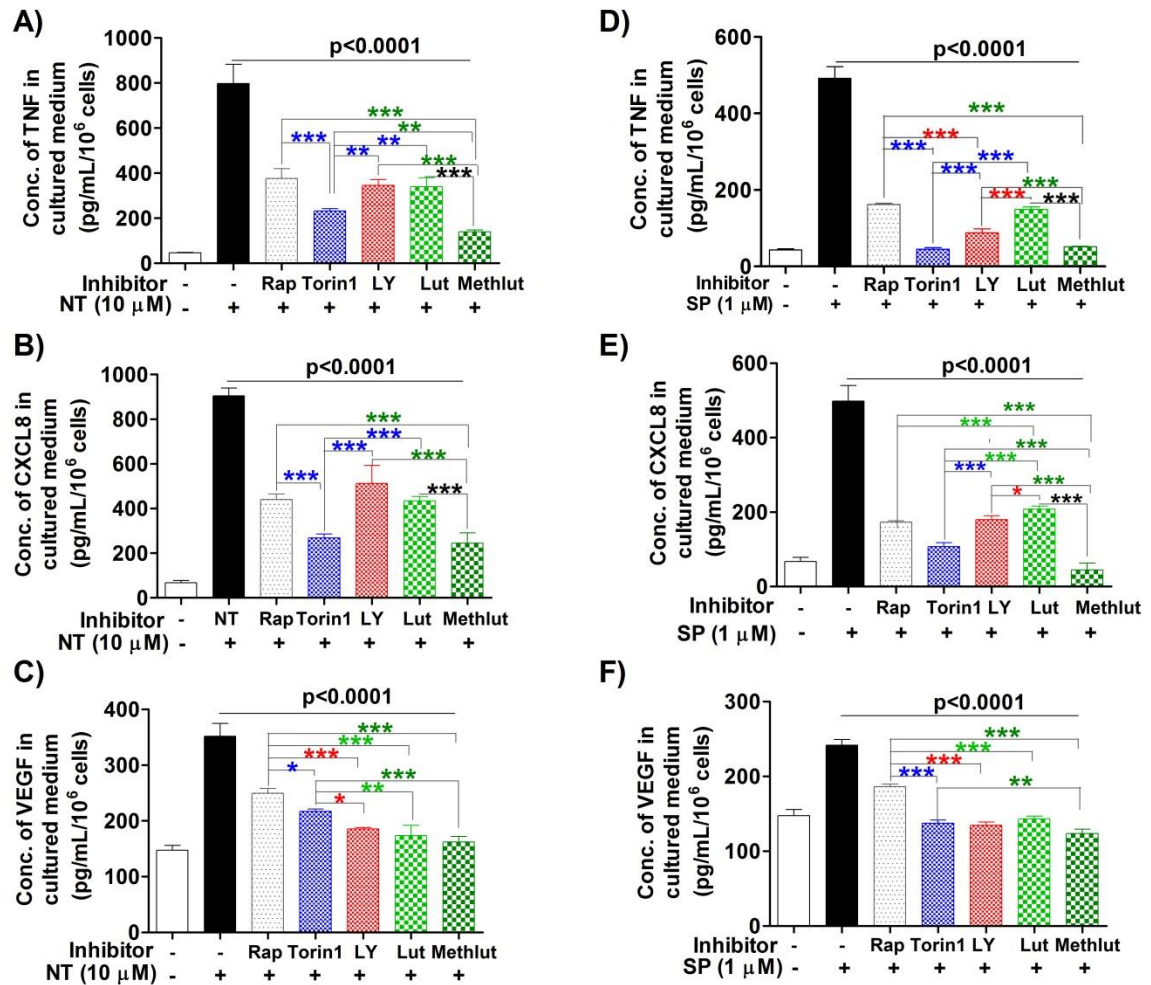 A)
Conc. of TNF in
cultured medium
(pg/mL/10⁶ cells)
1000
800
600
400
200
0
p<0.0001
***
**
***
**
**
***
***
Inhibitor - - Rap Torin1 LY Lut Methlut
NT (10 μM) - + + + + + +
D)
Conc. of TNF in
cultured medium
(pg/mL/10⁶ cells)
600
400
200
0
p<0.0001
***
***
***
***
***
***
***
***
Inhibitor - - Rap Torin1 LY Lut Methlut
SP (1 μM) - + + + + + +
B)
Conc. of CXCL8 in
cultured medium
(pg/mL/10⁶ cells)
1000
800
600
400
200
0
p<0.0001
***
***
***
***
***
***
Inhibitor - NT Rap Torin1 LY Lut Methlut
NT (10 μM) - + + + + + +
E)
Conc. of CXCL8 in
cultured medium
(pg/mL/10⁶ cells)
600
400
200
0
p<0.0001
***
***
***
***
***
***
*
***
Inhibitor - - Rap Torin1 LY Lut Methlut
SP (1 μM) - + + + + + +
C)
Conc. of VEGF in
cultured medium
(pg/mL/10⁶ cells)
400
300
200
100
0
p<0.0001
***
***
***
*
***
**
*
Inhibitor - - Rap Torin1 LY Lut Methlut
NT (10 μM) - + + + + + +
F)
Conc. of VEGF in
cultured medium
(pg/mL/10⁶ cells)
300
200
100
0
p<0.0001
***
***
***
***
**
Inhibitor - - Rap Torin1 LY Lut Methlut
SP (1 μM) - + + + + + +